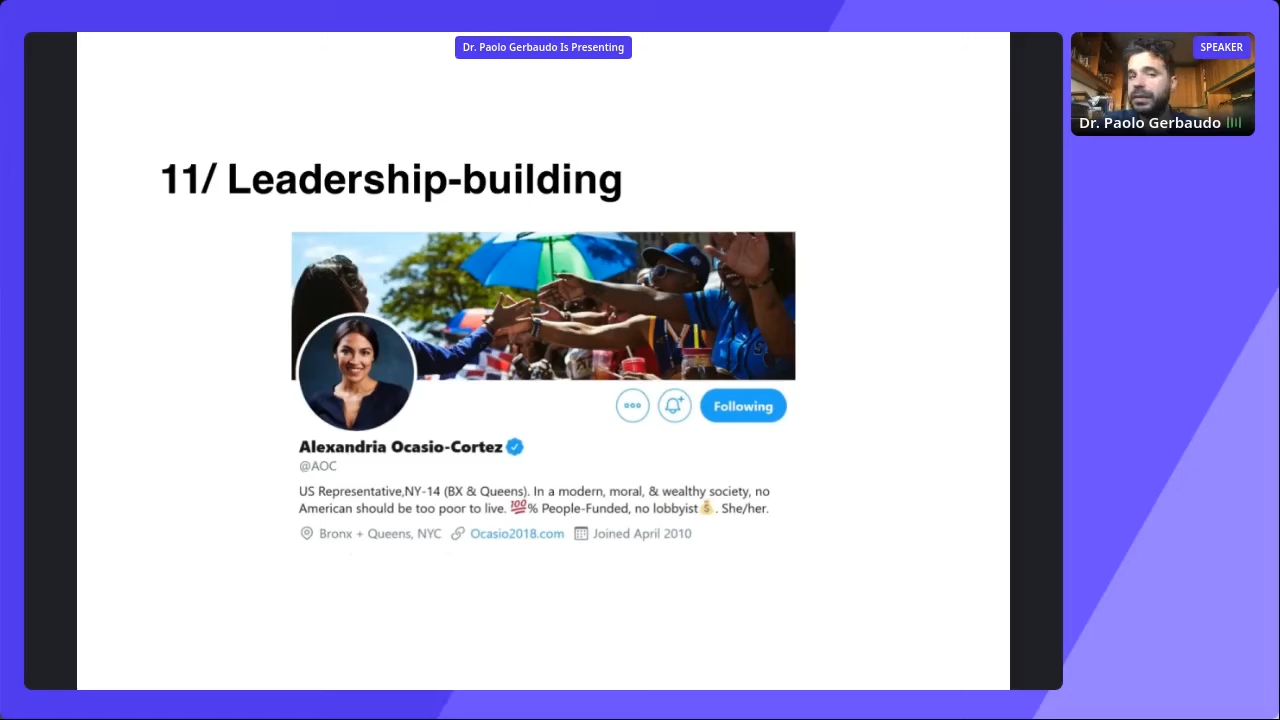 Dr. Paolo Gerbaudo Is Presenting
SPEAKER
Dr. Paolo Gerbaudo
11/ Leadership-building
Following
Alexandria Ocasio-Cortez
@AOC
US Representative,NY-14 (BX & Queens). In a modern, moral, & wealthy society, no
American should be too poor to live. 💯% People-Funded, no lobbyist💰. She/her.
Bronx + Queens, NYC Ocasio2018.com Joined April 2010